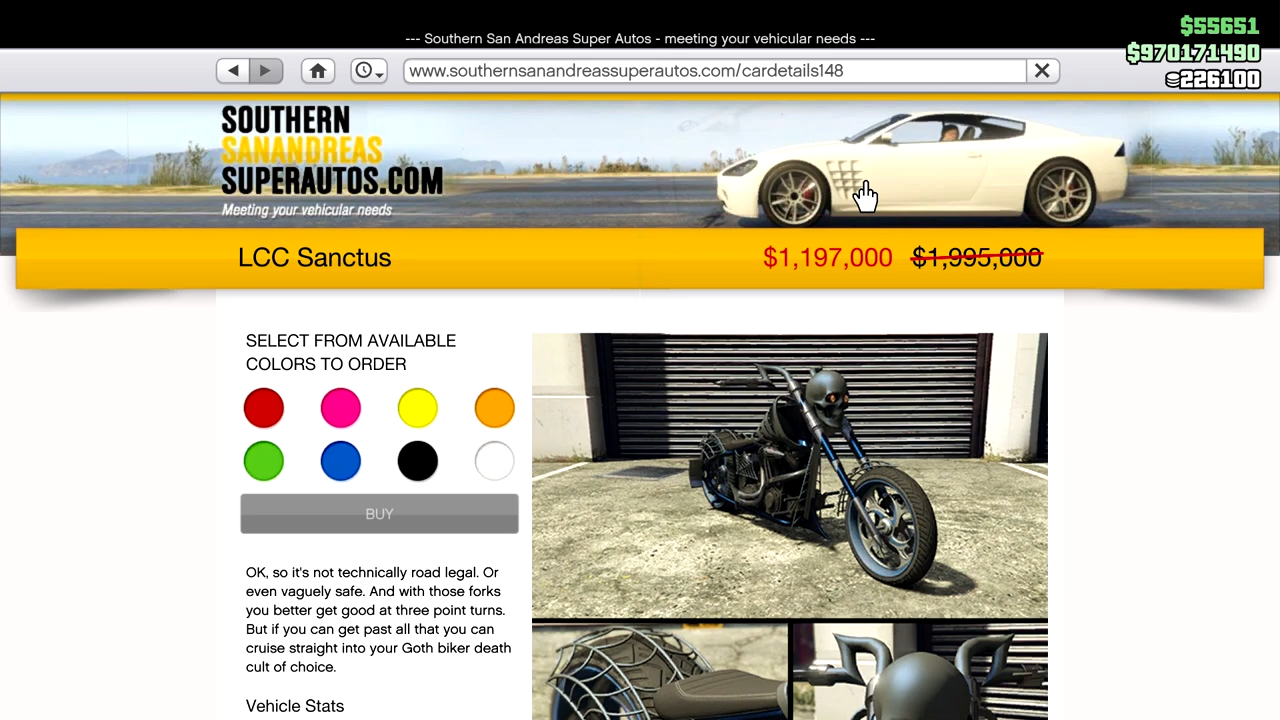 --- Southern San Andreas Super Autos - meeting your vehicular needs ---
$55651
$970171490
226100
www.southernsanandreassuperautos.com/cardetails148
SOUTHERN
SANANDREAS
SUPERAUTOS.COM
Meeting your vehicular needs
LCC Sanctus
$1,197,000 $1,995,000
SELECT FROM AVAILABLE
COLORS TO ORDER
BUY
OK, so it's not technically road legal. Or
even vaguely safe. And with those forks
you better get good at three point turns.
But if you can get past all that you can
cruise straight into your Goth biker death
cult of choice.
Vehicle Stats